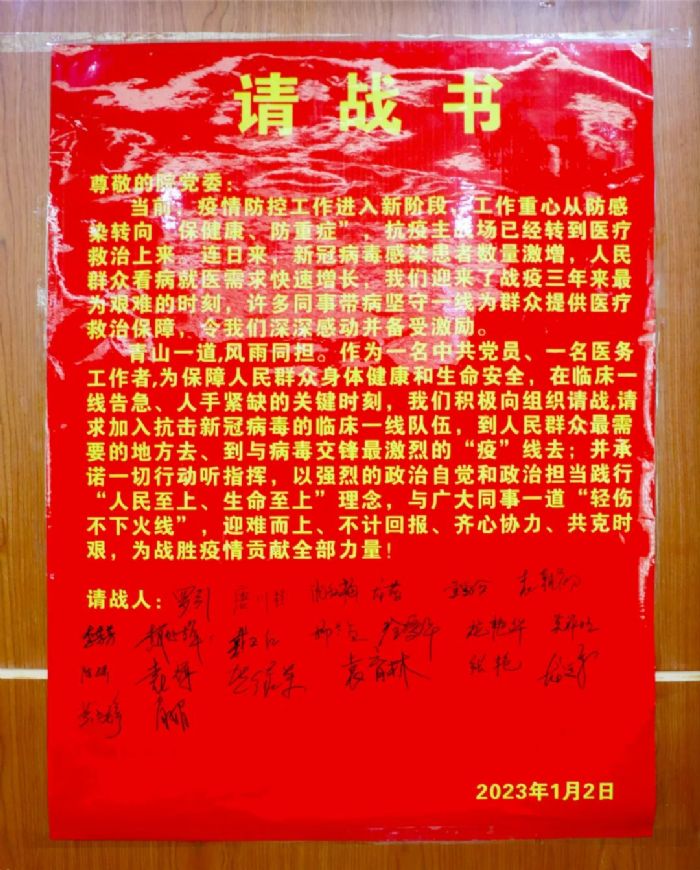 请战书
尊敬的院党委：
当前，疫情防控工作进入新阶段，工作重心从防感
染转向“保健康、防重症”，抗疫主战场已经转到医疗
救治上来。连日来，新冠病毒感染患者数量激增，人民
群众看病就医需求快速增长，我们迎来了战疫三年来最
为艰难的时刻，许多同事带病坚守一线为群众提供医疗
救治保障，令我们深深感动并备受激励。
青山一道,风雨同担。作为一名中共党员、一名医务
工作者,为保障人民群众身体健康和生命安全，在临床一
线告急、人手紧缺的关键时刻，我们积极向组织请战,请
求加入抗击新冠病毒的临床一线队伍，到人民群众最需
要的地方去、到与病毒交锋最激烈的“疫”线去；并承
诺一切行动听指挥，以强烈的政治自觉和政治担当践行
“人民至上、生命至上”理念，与广大同事一道“轻伤
不下火线”，迎难而上、不计回报、齐心协力、共克时
艰，为战胜疫情贡献全部力量！
请战人：
袁育林
2023年1月2日